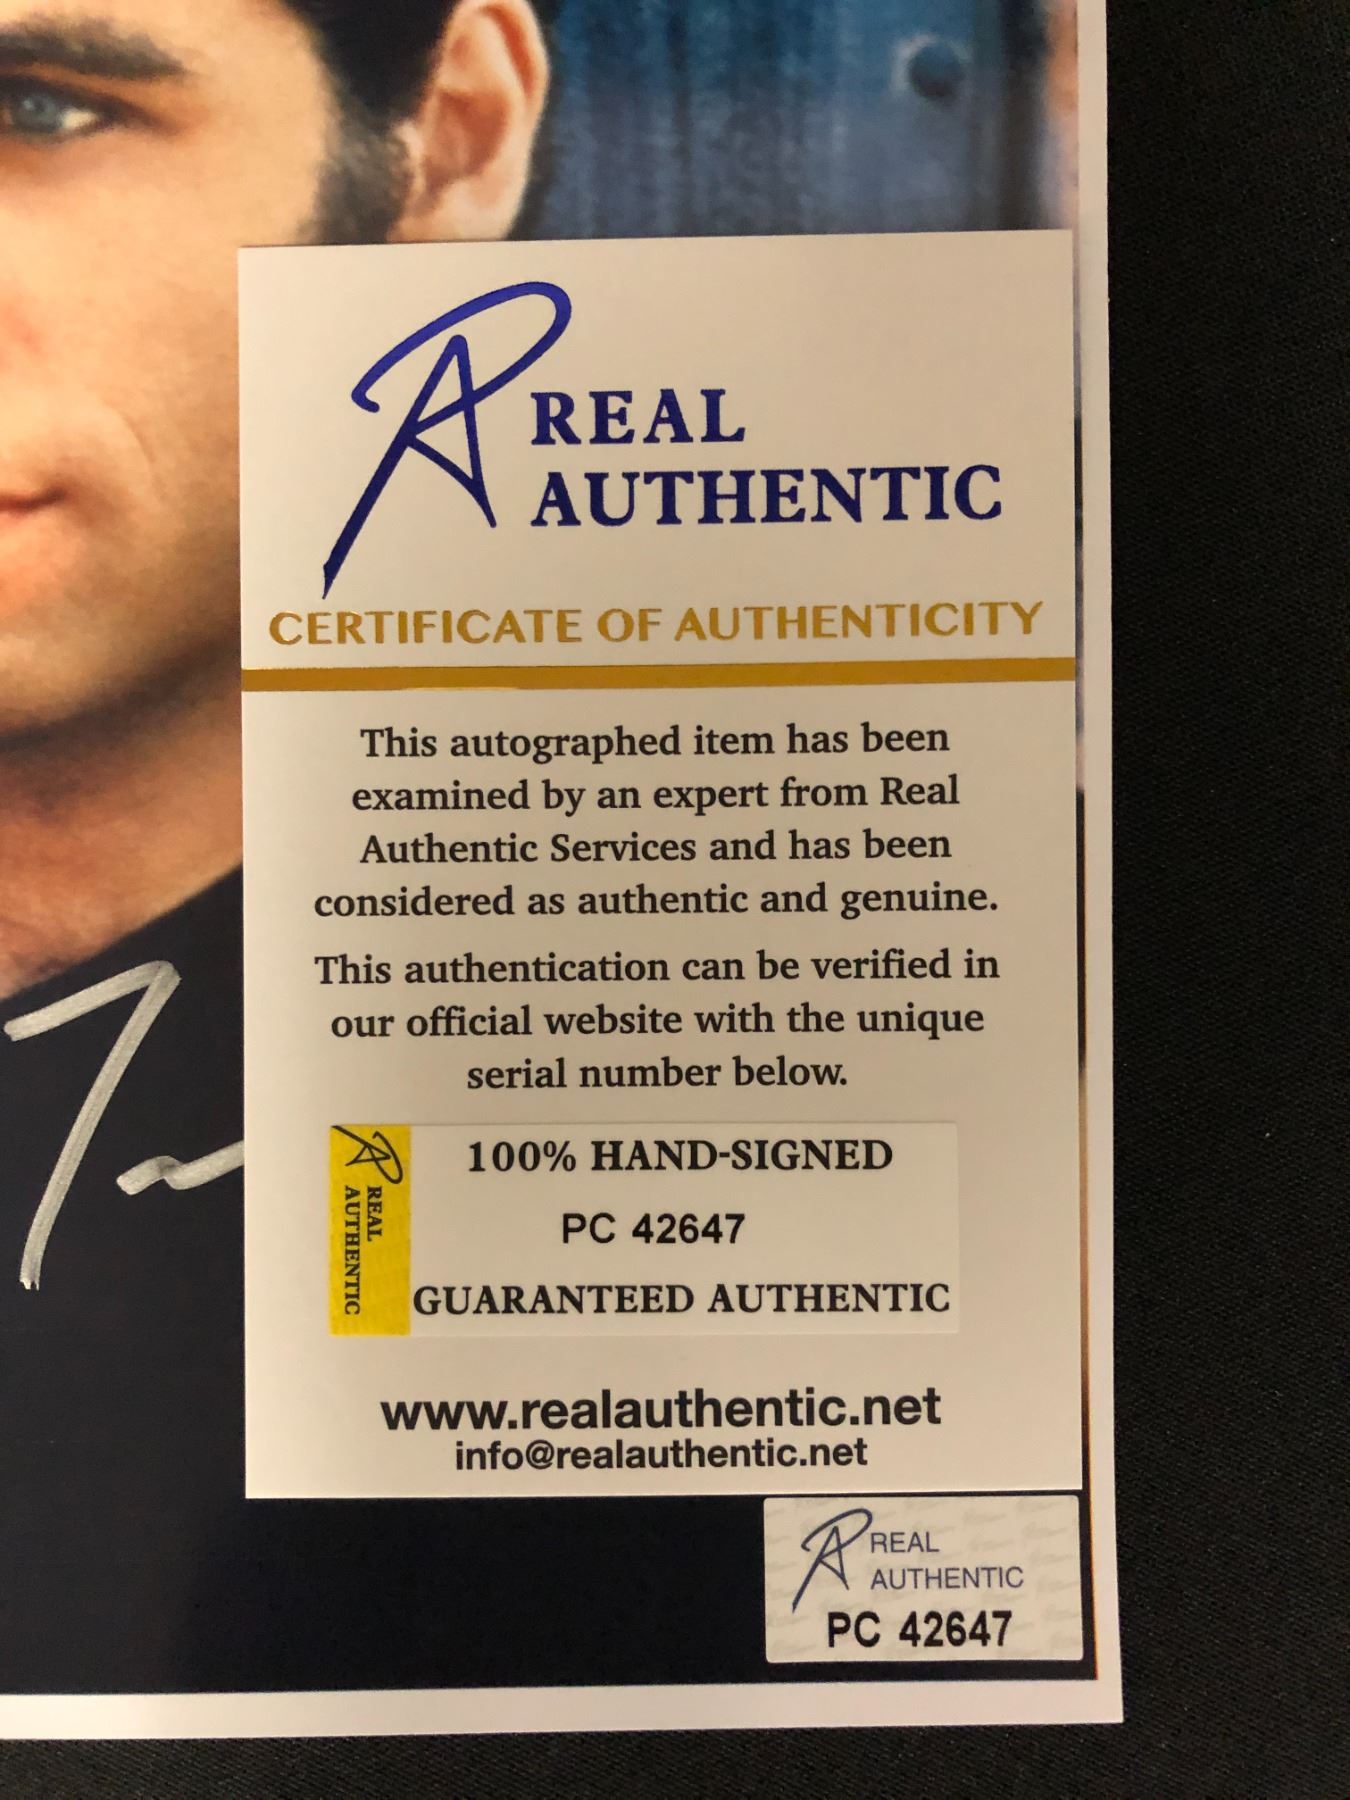 REAL
AUTHENTIC
CERTIFICATE OF AUTHENTICITY
This autographed item has been
examined by an expert from Real
Authentic Services and has been
considered as authentic and genuine.
This authentication can be verified in
our official website with the unique
serial number below.
REAL
AUTHENTIC
100% HAND-SIGNED
PC 42647
GUARANTEED AUTHENTIC
www.realauthentic.net
info@realauthentic.net
REAL
AUTHENTIC
PC 42647